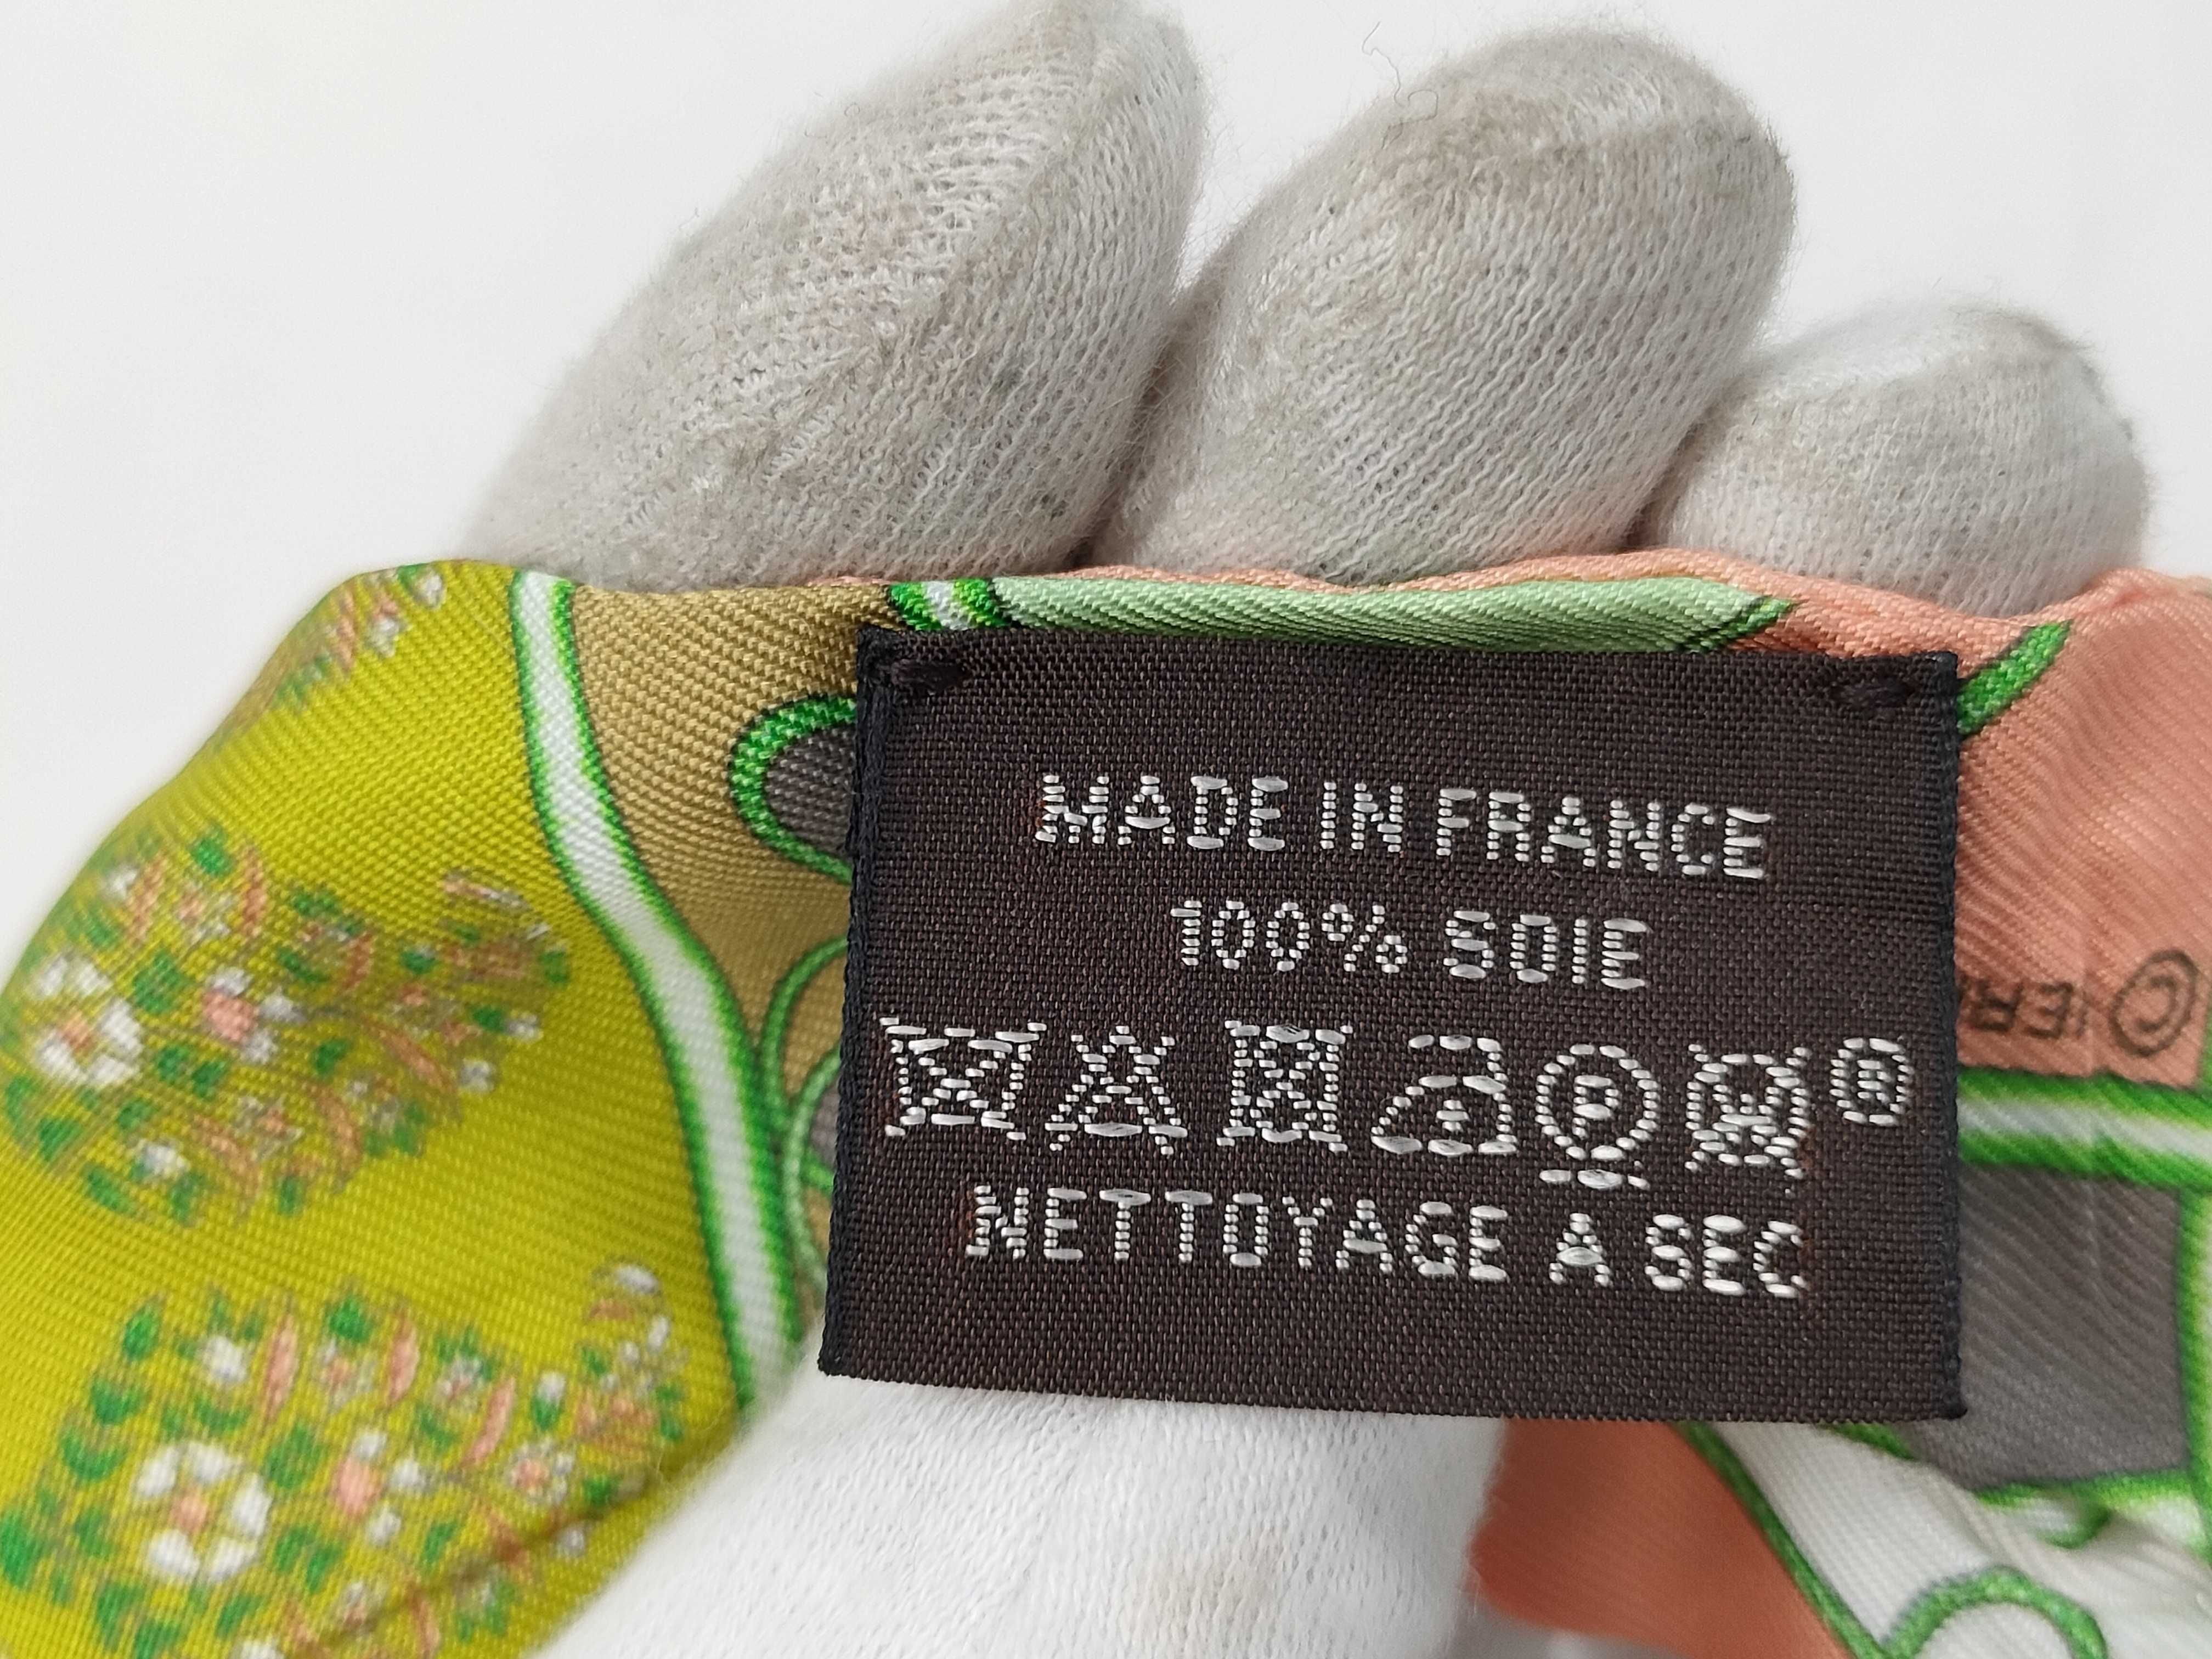 MADE IN FRANCE
100% SOIE
®
NETTOYAGE A SEC
©